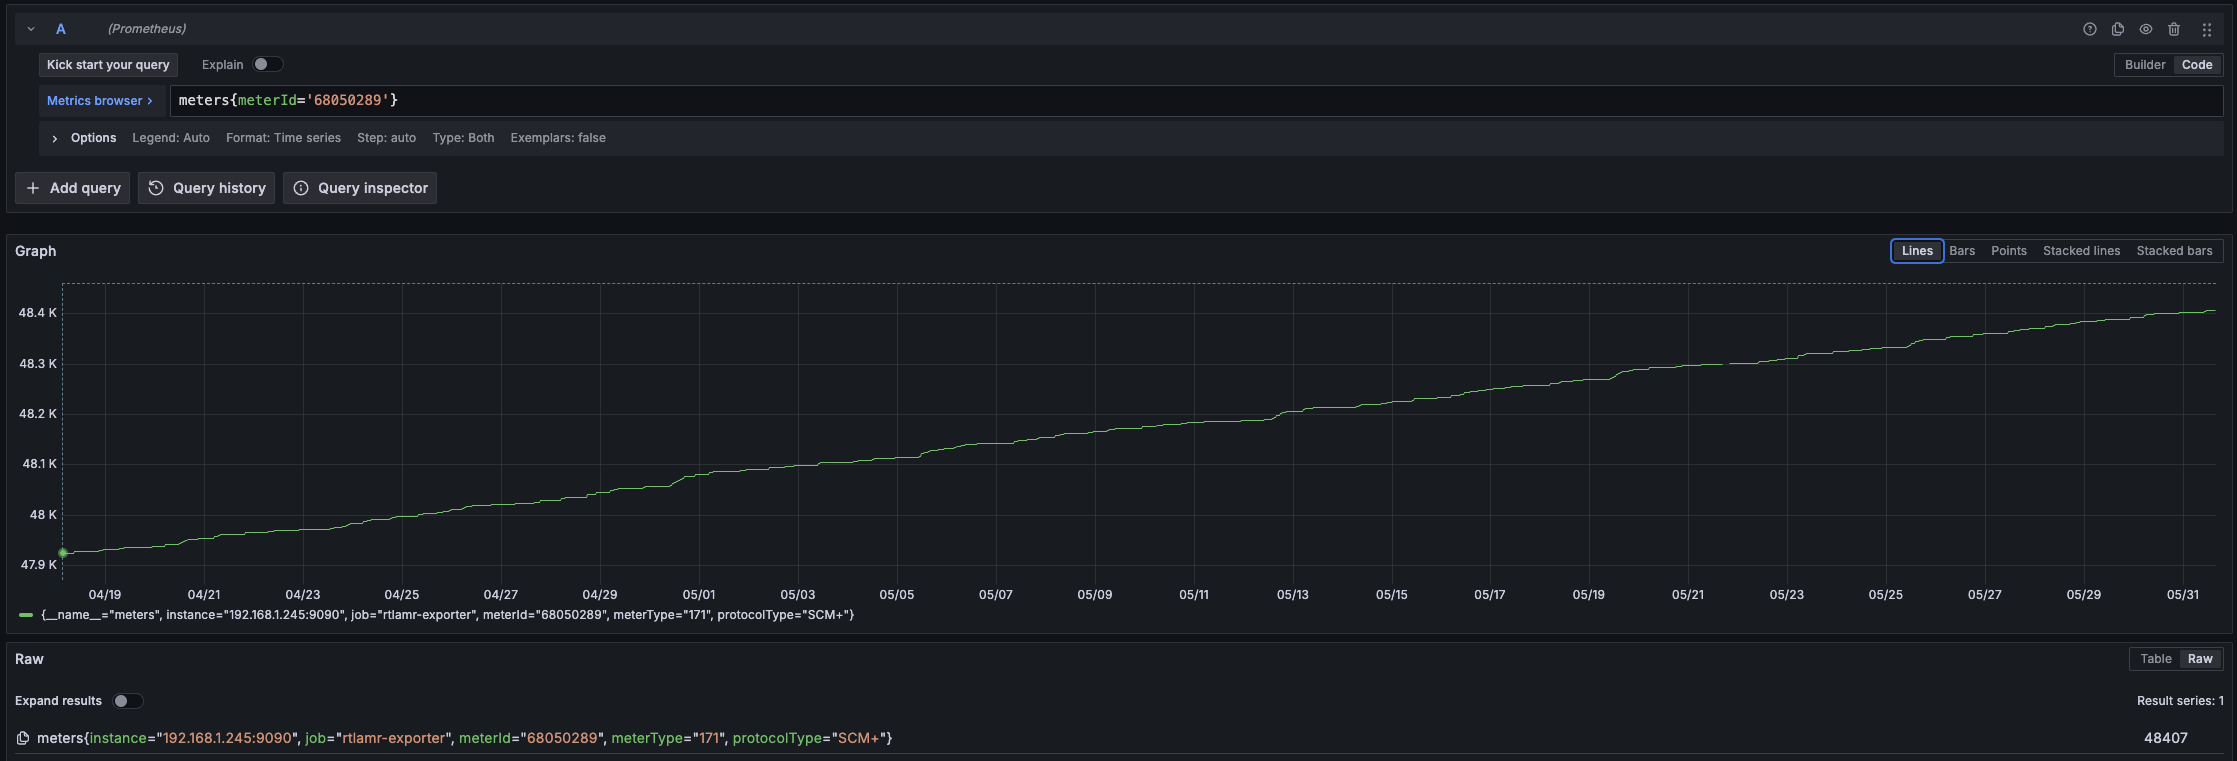 A (Prometheus)
Kick start your query Explain Builder Code
Metrics browser > meters{meterId='68050289'}
> Options Legend: Auto Format: Time series Step: auto Type: Both Exemplars: false
+ Add query Query history Query inspector
Graph Lines Bars Points Stacked lines Stacked bars
48.4 K
48.3 K
48.2 K
48.1 K
48 K
47.9 K
04/19 04/21 04/23 04/25 04/27 04/29 05/01 05/03 05/05 05/07 05/09 05/11 05/13 05/15 05/17 05/19 05/21 05/23 05/25 05/27 05/29 05/31
{__name__="meters", instance="192.168.1.245:9090", job="rtlamr-exporter", meterId="68050289", meterType="171", protocolType="SCM+"}
Raw Table Raw
Expand results Result series: 1
meters{instance="192.168.1.245:9090", job="rtlamr-exporter", meterId="68050289", meterType="171", protocolType="SCM+"} 48407